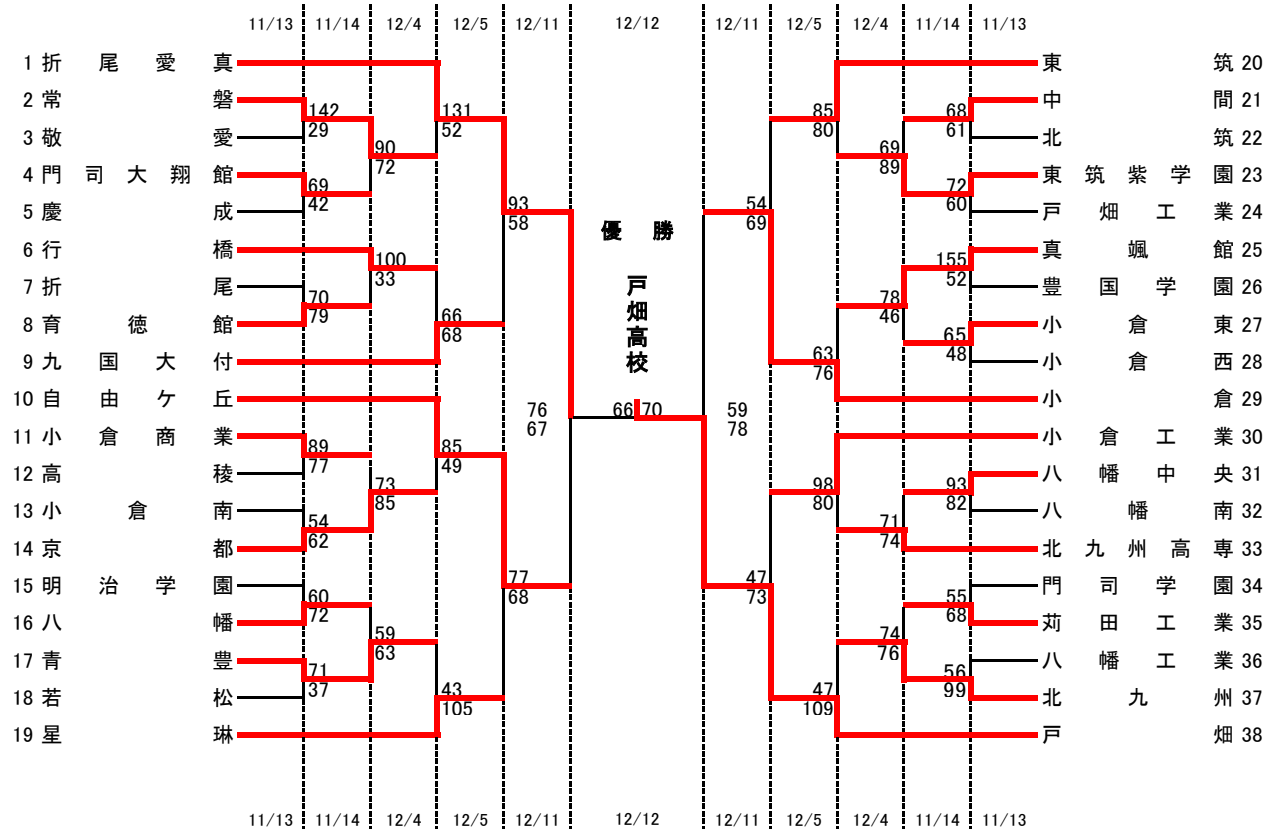 11/13 11/14 12/4 12/5 12/11 12/12 12/11 12/5 12/4 11/14 11/13
1 折尾愛真
2 常磐
3 敬愛
4 門司大翔館
5 慶成
6 行橋
7 折尾
8 育徳館
9 九国大付
10 自由ケ丘
11 小倉商業
12 高稜
13 小倉南
14 京都
15 明治学園
16 八幡
17 青豊
18 若松
19 星琳
142
29
69
42
70
79
89
77
54
62
60
72
71
37
90
72
100
33
73
85
59
63
131
52
66
68
85
49
43
105
93
58
77
68
76
67
優勝
戸畑高校
66 70
59
78
54
69
47
73
85
80
63
76
98
80
47
109
69
89
78
46
71
74
74
76
68
61
72
60
155
52
65
48
93
82
55
68
56
99
東筑 20
中間 21
北筑 22
東筑紫学園 23
戸畑工業 24
真颯館 25
豊国学園 26
小倉東 27
小倉西 28
小倉 29
小倉工業 30
八幡中央 31
八幡南 32
北九州高専 33
門司学園 34
苅田工業 35
八幡工業 36
北九州 37
戸畑 38
11/13 11/14 12/4 12/5 12/11 12/12 12/11 12/5 12/4 11/14 11/13